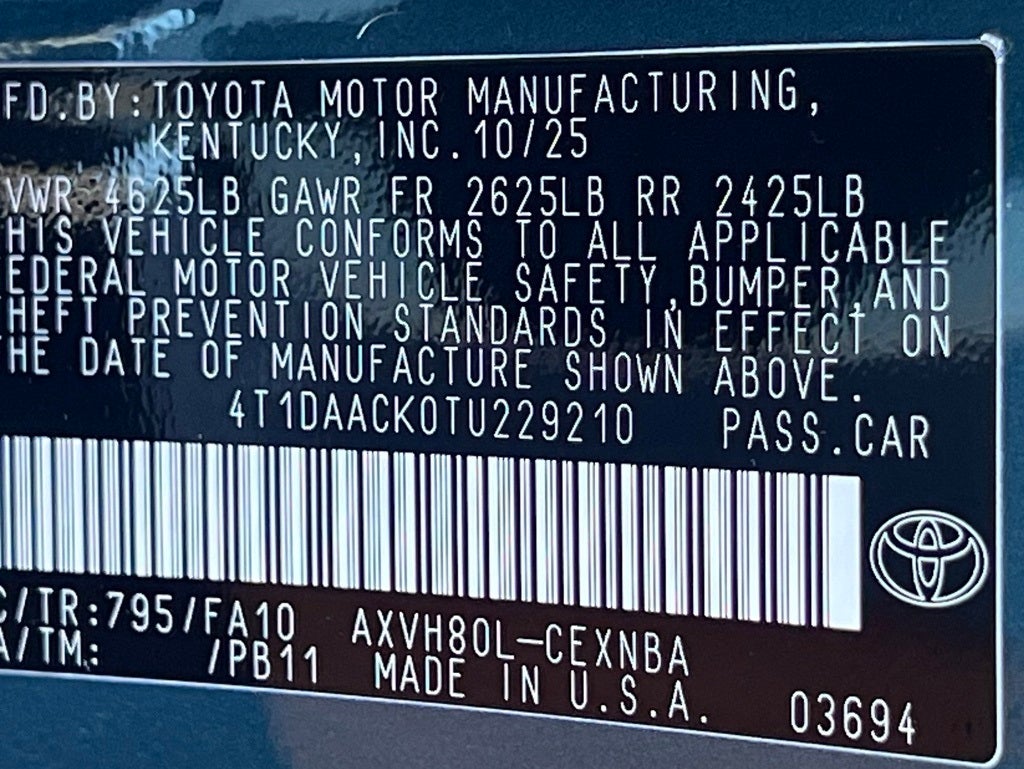 FD.BY:TOYOTA MOTOR MANUFACTURING,
KENTUCKY,INC.10/25
VWR 4625LB GAWR FR 2625LB RR 2425LB
HIS VEHICLE CONFORMS TO ALL APPLICABLE
EDERAL MOTOR VEHICLE SAFETY,BUMPER,AND
HEFT PREVENTION STANDARDS IN EFFECT ON
HE DATE OF MANUFACTURE SHOWN ABOVE.
4T1DAACK0TU229210 PASS.CAR
C/TR:795/FA10 AXVH80L-CEXNBA
A/TM: /PB11 MADE IN U.S.A. 03694